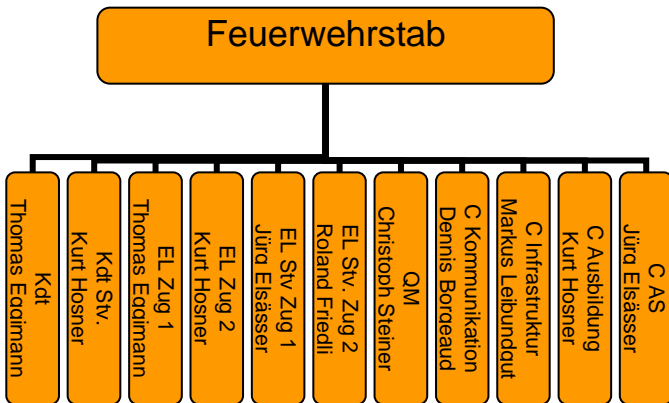 Feuerwehrstab
Kdt
Thomas Eggimann
Kdt Stv.
Kurt Hosner
EL Zug 1
Thomas Eggimann
EL Zug 2
Kurt Hosner
EL Stv Zug 1
Jürg Elsässer
EL Stv. Zug 2
Roland Friedli
QM
Christoph Steiner
C Kommunikation
Dennis Borgeaud
C Infrastruktur
Markus Leibundgut
C Ausbildung
Kurt Hosner
C AS
Jürg Elsässer